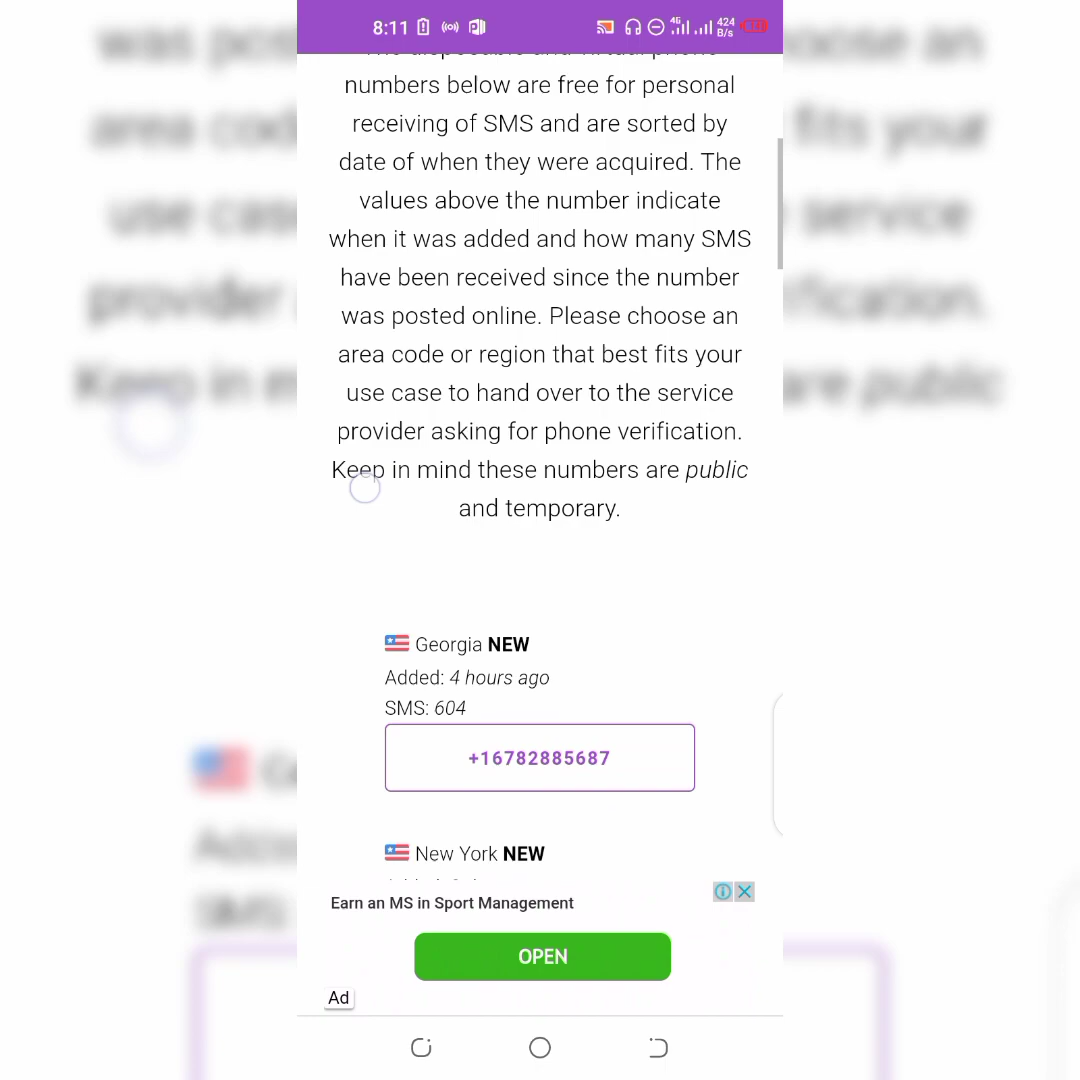 8:11
4G
424
B/s
numbers below are free for personal
receiving of SMS and are sorted by
date of when they were acquired. The
values above the number indicate
when it was added and how many SMS
have been received since the number
was posted online. Please choose an
area code or region that best fits your
use case to hand over to the service
provider asking for phone verification.
Keep in mind these numbers are public
and temporary.
Georgia NEW
Added: 4 hours ago
SMS: 604
+16782885687
New York NEW
Earn an MS in Sport Management
OPEN
Ad